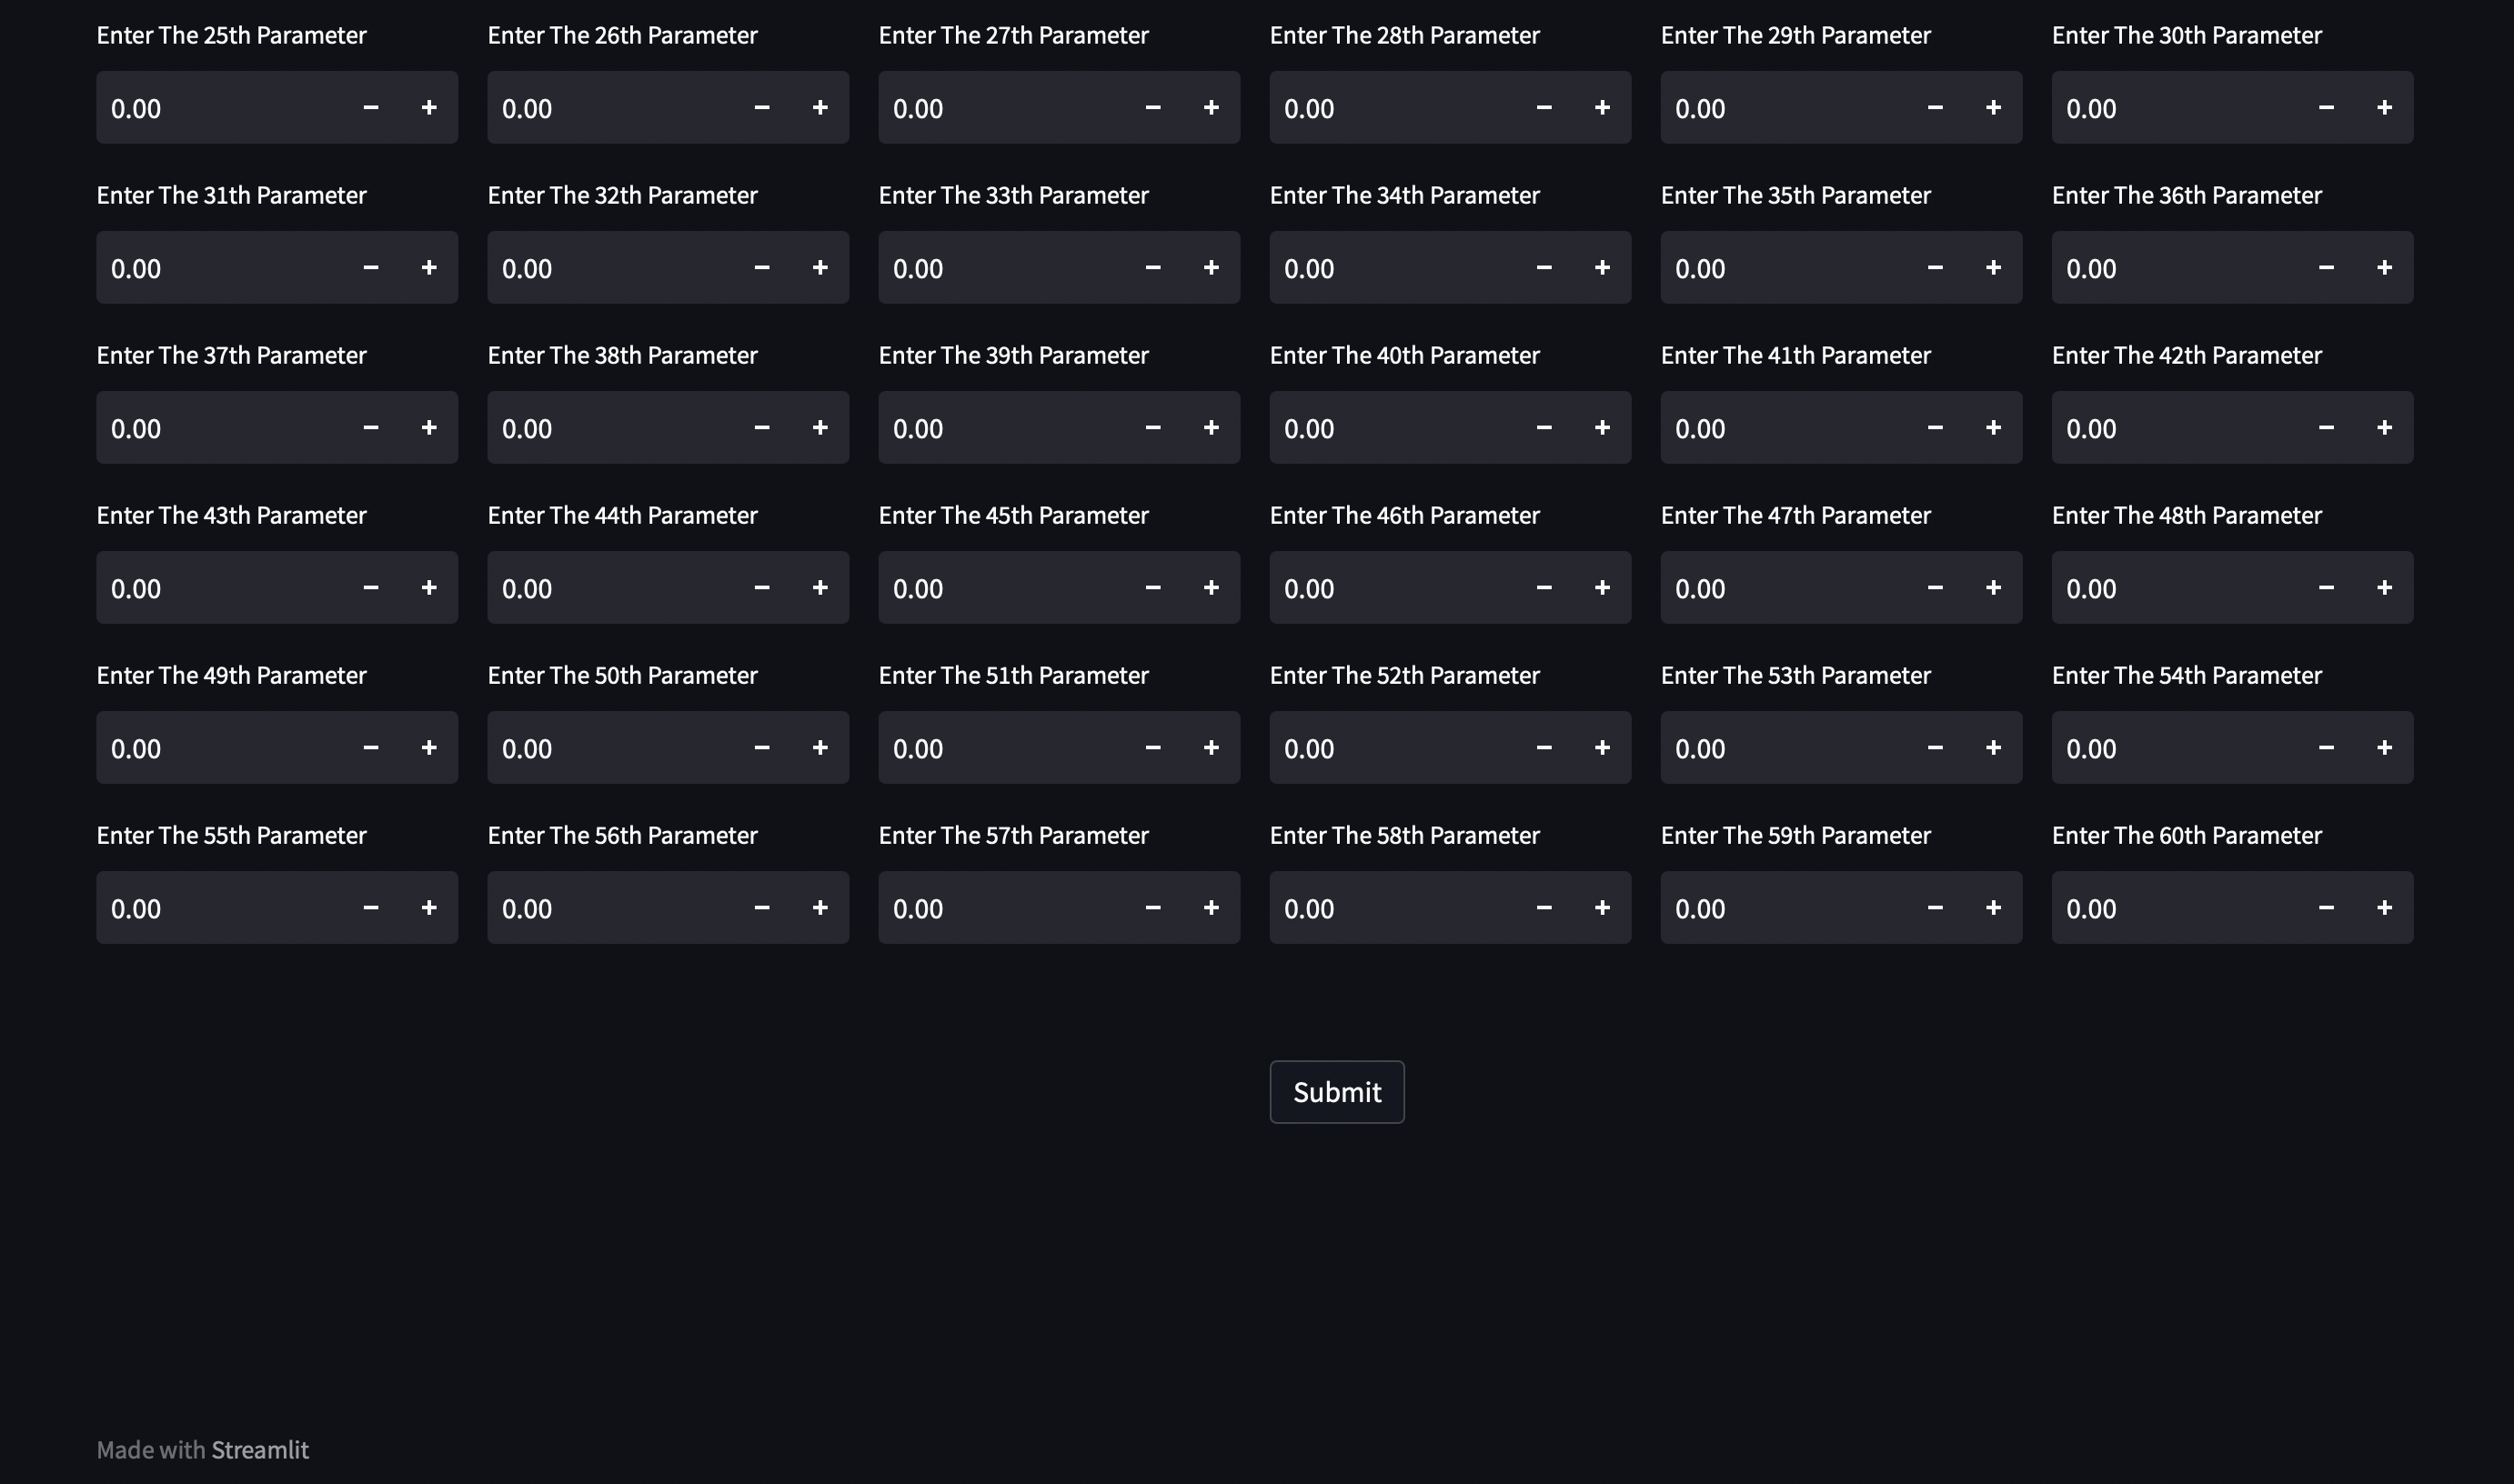 Enter The 25th Parameter Enter The 26th Parameter Enter The 27th Parameter Enter The 28th Parameter Enter The 29th Parameter Enter The 30th Parameter
0.00 − + 0.00 − + 0.00 − + 0.00 − + 0.00 − + 0.00 − +
Enter The 31th Parameter Enter The 32th Parameter Enter The 33th Parameter Enter The 34th Parameter Enter The 35th Parameter Enter The 36th Parameter
0.00 − + 0.00 − + 0.00 − + 0.00 − + 0.00 − + 0.00 − +
Enter The 37th Parameter Enter The 38th Parameter Enter The 39th Parameter Enter The 40th Parameter Enter The 41th Parameter Enter The 42th Parameter
0.00 − + 0.00 − + 0.00 − + 0.00 − + 0.00 − + 0.00 − +
Enter The 43th Parameter Enter The 44th Parameter Enter The 45th Parameter Enter The 46th Parameter Enter The 47th Parameter Enter The 48th Parameter
0.00 − + 0.00 − + 0.00 − + 0.00 − + 0.00 − + 0.00 − +
Enter The 49th Parameter Enter The 50th Parameter Enter The 51th Parameter Enter The 52th Parameter Enter The 53th Parameter Enter The 54th Parameter
0.00 − + 0.00 − + 0.00 − + 0.00 − + 0.00 − + 0.00 − +
Enter The 55th Parameter Enter The 56th Parameter Enter The 57th Parameter Enter The 58th Parameter Enter The 59th Parameter Enter The 60th Parameter
0.00 − + 0.00 − + 0.00 − + 0.00 − + 0.00 − + 0.00 − +
Submit
Made with Streamlit